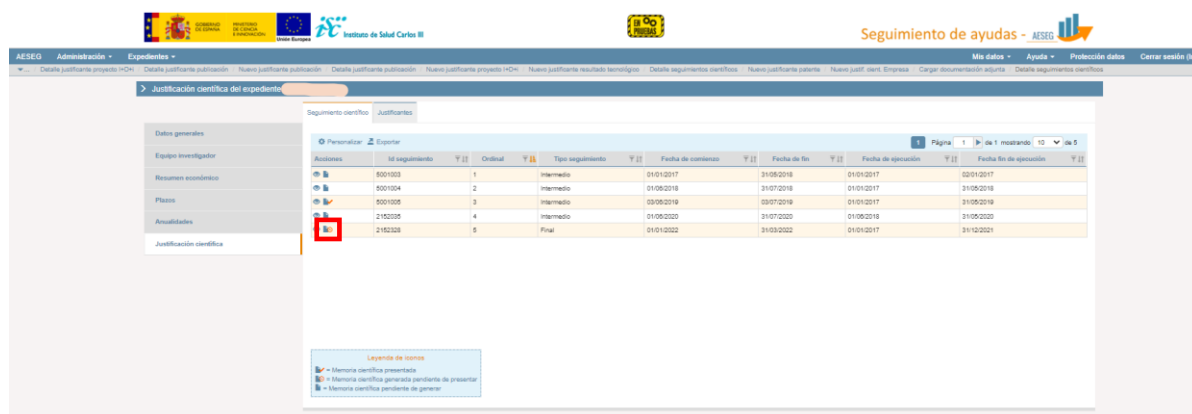 GOBIERNO DE ESPAÑA
MINISTERIO DE CIENCIA E INNOVACIÓN
Unión Europea
isc Instituto de Salud Carlos III
EN PRUEBAS
Seguimiento de ayudas - AESEG
AESEG Administración Expedientes Mis datos Ayuda Protección datos Cerrar sesión
... Detalle justificante proyecto I+D+i Detalle justificante publicación Nuevo justificante publicación Detalle justificante publicación Nuevo justificante proyecto I+D+i Nuevo justificante resultado tecnológico Detalle seguimientos científicos Nuevo justificante patente Nuevo justif. cient. Empresa Cargar documentación adjunta Detalle seguimientos científicos
> Justificación científica del expediente
Seguimiento científico Justificantes
Datos generales
Equipo investigador
Resumen económico
Plazos
Anualidades
Justificación científica
Personalizar Exportar 1 Página 1 de 1 mostrando 10 de 5
Acciones Id seguimiento Ordinal Tipo seguimiento Fecha de comienzo Fecha de fin Fecha de ejecución Fecha fin de ejecución
5001003 1 Intermedio 01/01/2017 31/05/2018 01/01/2017 02/01/2017
5001004 2 Intermedio 01/06/2018 31/07/2018 01/01/2017 31/05/2018
5001005 3 Intermedio 03/06/2019 03/07/2019 01/01/2017 31/05/2019
2152035 4 Intermedio 01/06/2020 31/07/2020 01/06/2018 31/05/2020
2152328 5 Final 01/01/2022 31/03/2022 01/01/2017 31/12/2021
Leyenda de iconos
= Memoria científica presentada
= Memoria científica generada pendiente de presentar
= Memoria científica pendiente de generar